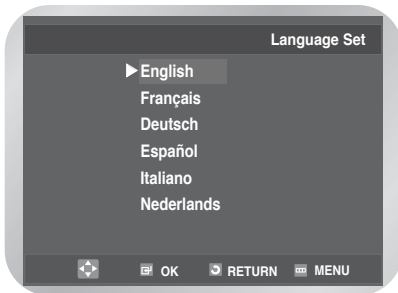 Language Set
English
Français
Deutsch
Español
Italiano
Nederlands
OK RETURN MENU